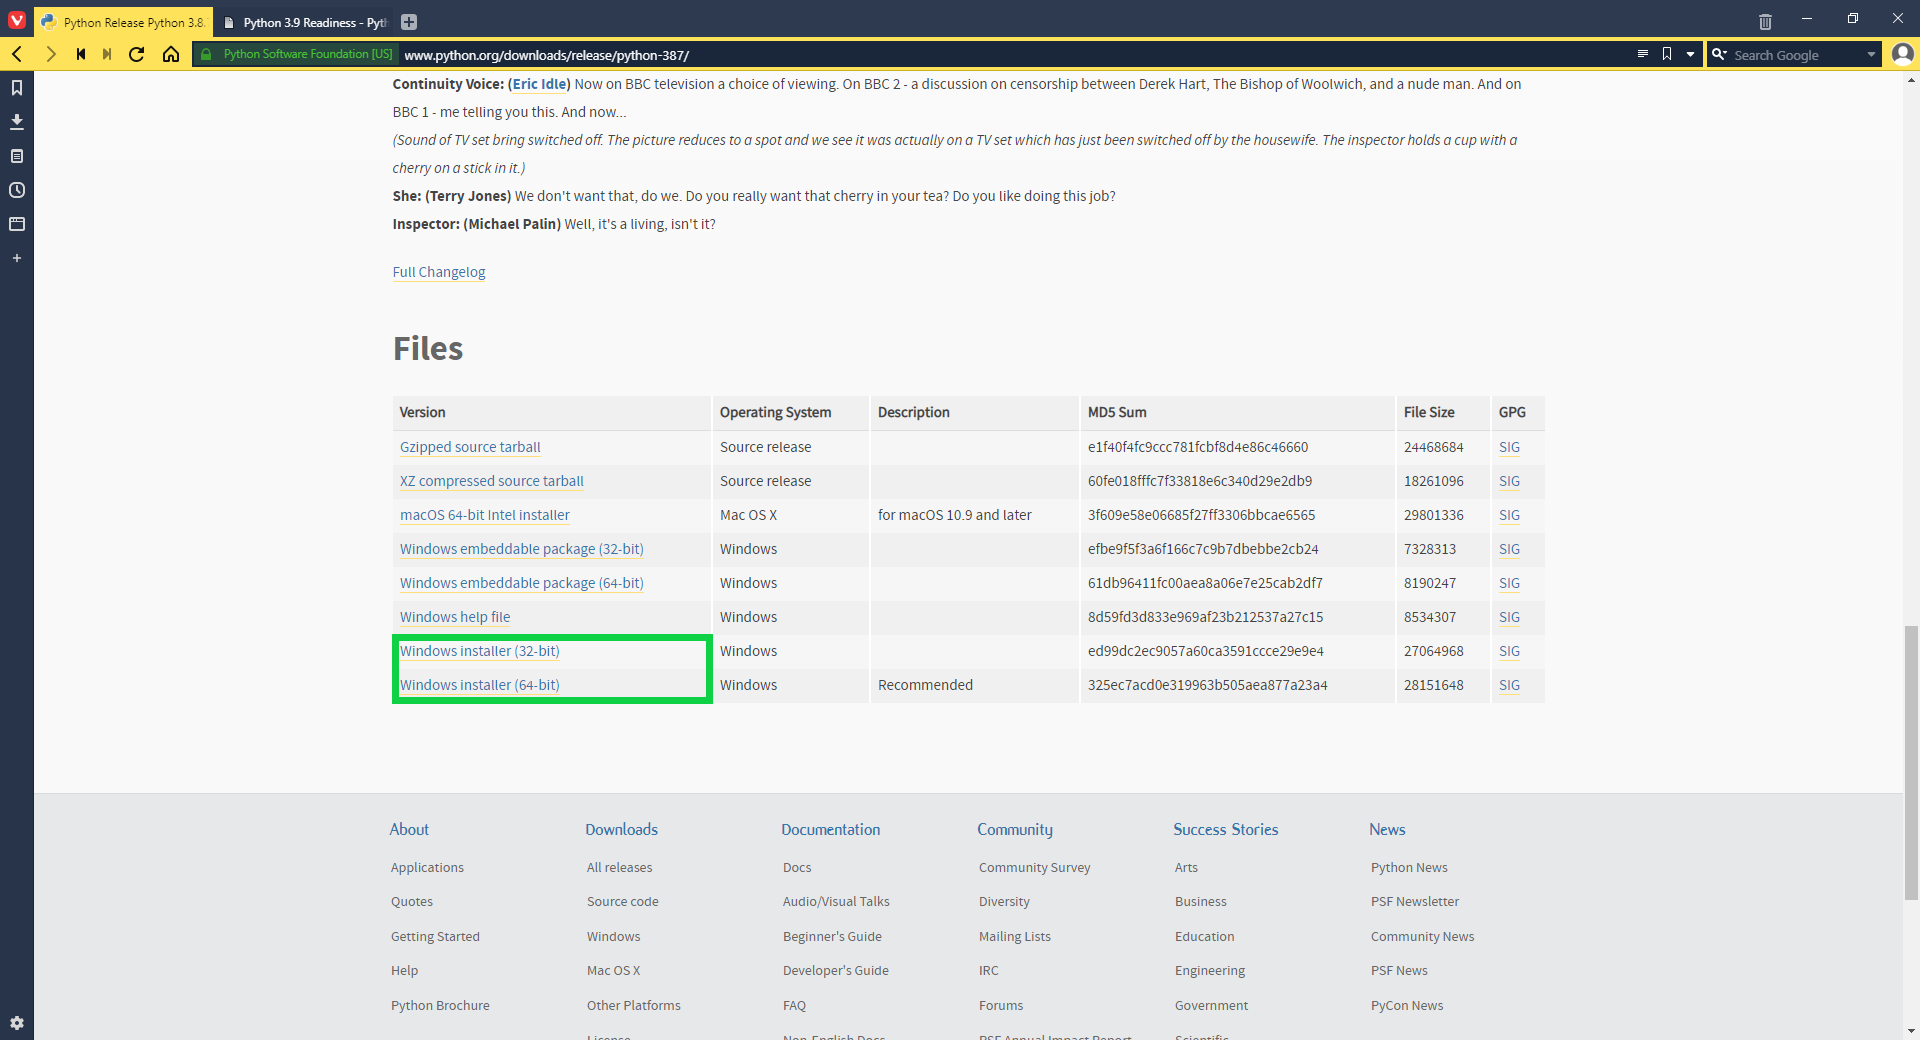 Python Release Python 3.8.
Python 3.9 Readiness - Pyth
Python Software Foundation [US]
www.python.org/downloads/release/python-387/
Search Google
Continuity Voice: (Eric Idle) Now on BBC television a choice of viewing. On BBC 2 - a discussion on censorship between Derek Hart, The Bishop of Woolwich, and a nude man. And on
BBC 1 - me telling you this. And now...
(Sound of TV set bring switched off. The picture reduces to a spot and we see it was actually on a TV set which has just been switched off by the housewife. The inspector holds a cup with a
cherry on a stick in it.)
She: (Terry Jones) We don't want that, do we. Do you really want that cherry in your tea? Do you like doing this job?
Inspector: (Michael Palin) Well, it's a living, isn't it?
Full Changelog
Files
Version Operating System Description MD5 Sum File Size GPG
Gzipped source tarball Source release e1f40f4fc9ccc781fcbf8d4e86c46660 24468684 SIG
XZ compressed source tarball Source release 60fe018fffc7f33818e6c340d29e2db9 18261096 SIG
macOS 64-bit Intel installer Mac OS X for macOS 10.9 and later 3f609e58e06685f27ff3306bbcae6565 29801336 SIG
Windows embeddable package (32-bit) Windows efbe9f5f3a6f166c7c9b7dbebbe2cb24 7328313 SIG
Windows embeddable package (64-bit) Windows 61db96411fc00aea8a06e7e25cab2df7 8190247 SIG
Windows help file Windows 8d59fd3d833e969af23b212537a27c15 8534307 SIG
Windows installer (32-bit) Windows ed99dc2ec9057a60ca3591ccce29e9e4 27064968 SIG
Windows installer (64-bit) Windows Recommended 325ec7acd0e319963b505aea877a23a4 28151648 SIG
About Downloads Documentation Community Success Stories News
Applications All releases Docs Community Survey Arts Python News
Quotes Source code Audio/Visual Talks Diversity Business PSF Newsletter
Getting Started Windows Beginner's Guide Mailing Lists Education Community News
Help Mac OS X Developer's Guide IRC Engineering PSF News
Python Brochure Other Platforms FAQ Forums Government PyCon News
License Non-English Docs PSF Annual Impact Report Scientific